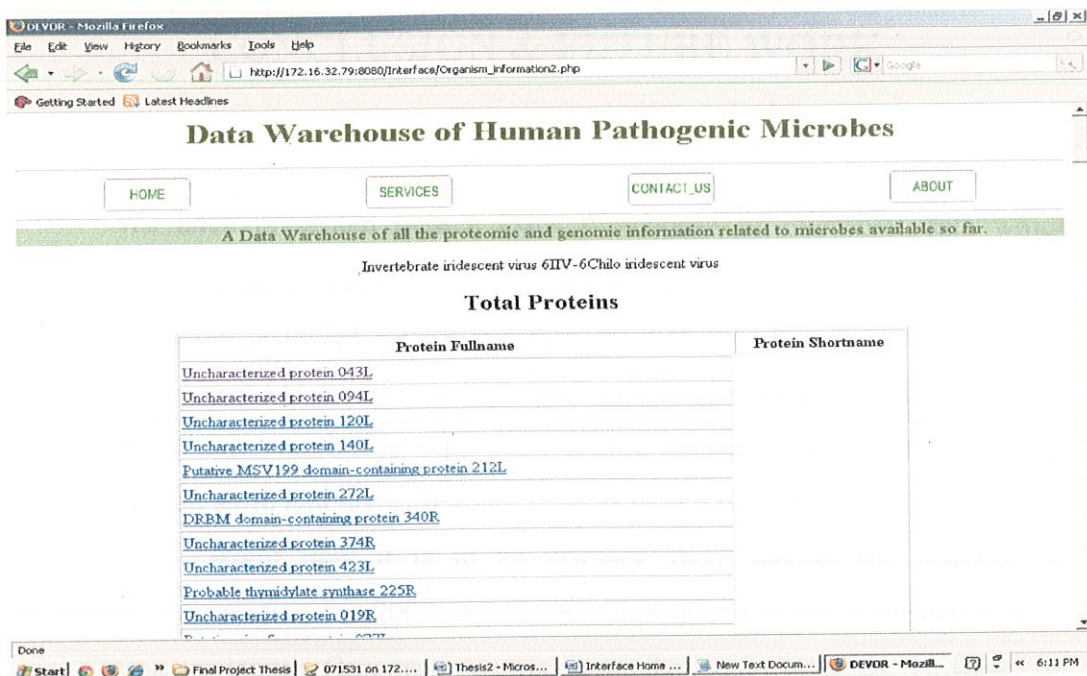 DEVDR - Mozilla Firefox
File Edit View History Bookmarks Tools Help
http://172.16.32.79:8080/Interface/Organism_information2.php Google
Getting Started Latest Headlines
Data Warehouse of Human Pathogenic Microbes
HOME SERVICES CONTACT_US ABOUT
A Data Warehouse of all the proteomic and genomic information related to microbes available so far.
Invertebrate iridescent virus 6IIV-6Chilo iridescent virus
Total Proteins
Protein Fullname Protein Shortname
Uncharacterized protein 043L
Uncharacterized protein 094L
Uncharacterized protein 120L
Uncharacterized protein 140L
Putative MSV199 domain-containing protein 212L
Uncharacterized protein 272L
DRBM domain-containing protein 340R
Uncharacterized protein 374R
Uncharacterized protein 423L
Probable thymidylate synthase 225R
Uncharacterized protein 019R
Done
Start Final Project Thesis 071531 on 172.... Thesis2 - Micros... Interface Home ... New Text Docum... DEVDR - Mozill... 6:11 PM